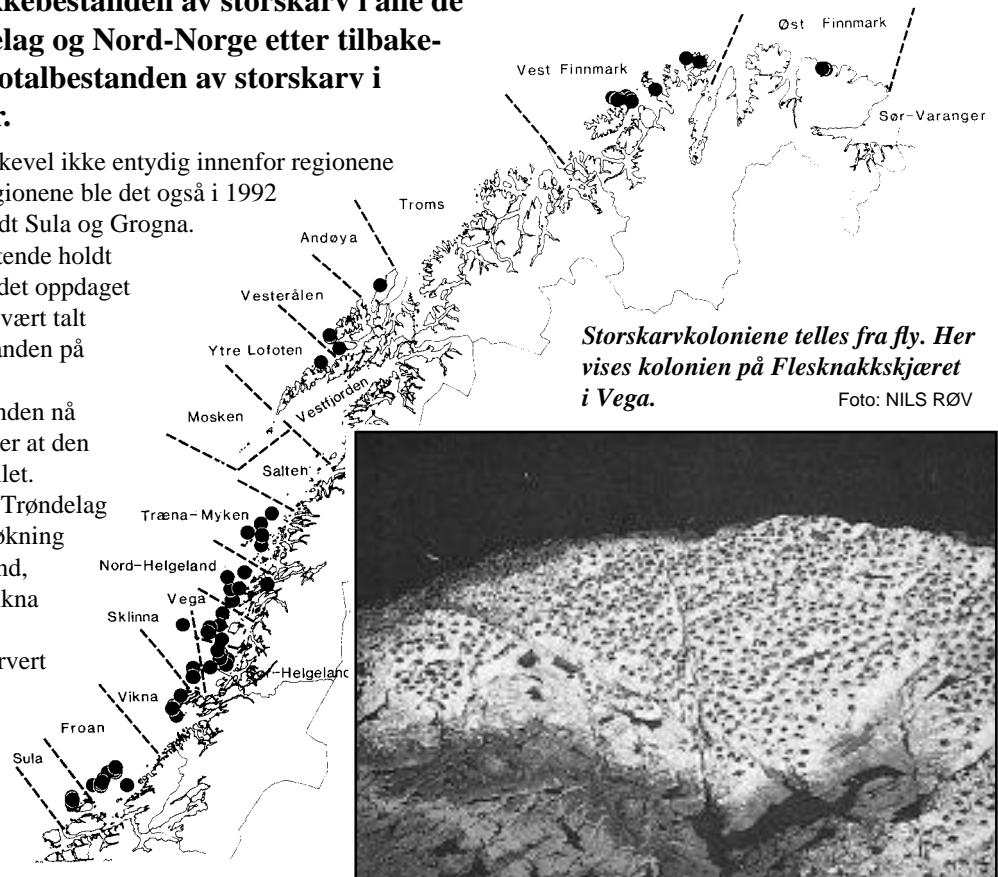 kkebestanden av storskarv i alle de
elag og Nord-Norge etter tilbake-
otalbestanden av storskarv i
r.
kevel ikke entydig innenfor regionene
gionene ble det også i 1992
dt Sula og Grogna.
tende holdt
det oppdaget
vært talt
anden på
nden nå
er at den
let.
Trøndelag
økning
nd,
ikna
rvert
Øst Finnmark
Vest Finnmark
Sør-Varanger
Troms
Andøya
Vesterålen
Ytre Lofoten
Vestfjorden
Mosken
Salten
Træna-Myken
Nord-Helgeland
Vega
Sklinna
Sør-Helgeland
Vikna
Froan
Sula
Storskarvkoloniene telles fra fly. Her
vises kolonien på Flesknakkskjæret
i Vega.
Foto: NILS RØV